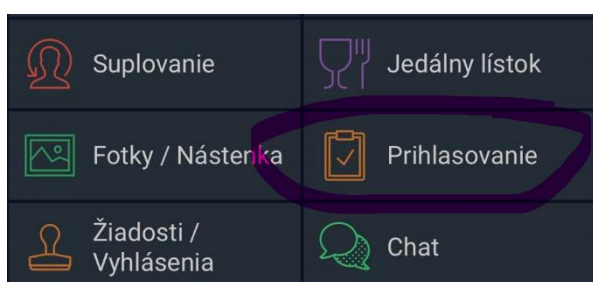 Suplovanie
Jedálny lístok
Fotky / Nástenka
Prihlasovanie
Žiadosti /
Vyhlásenia
Chat